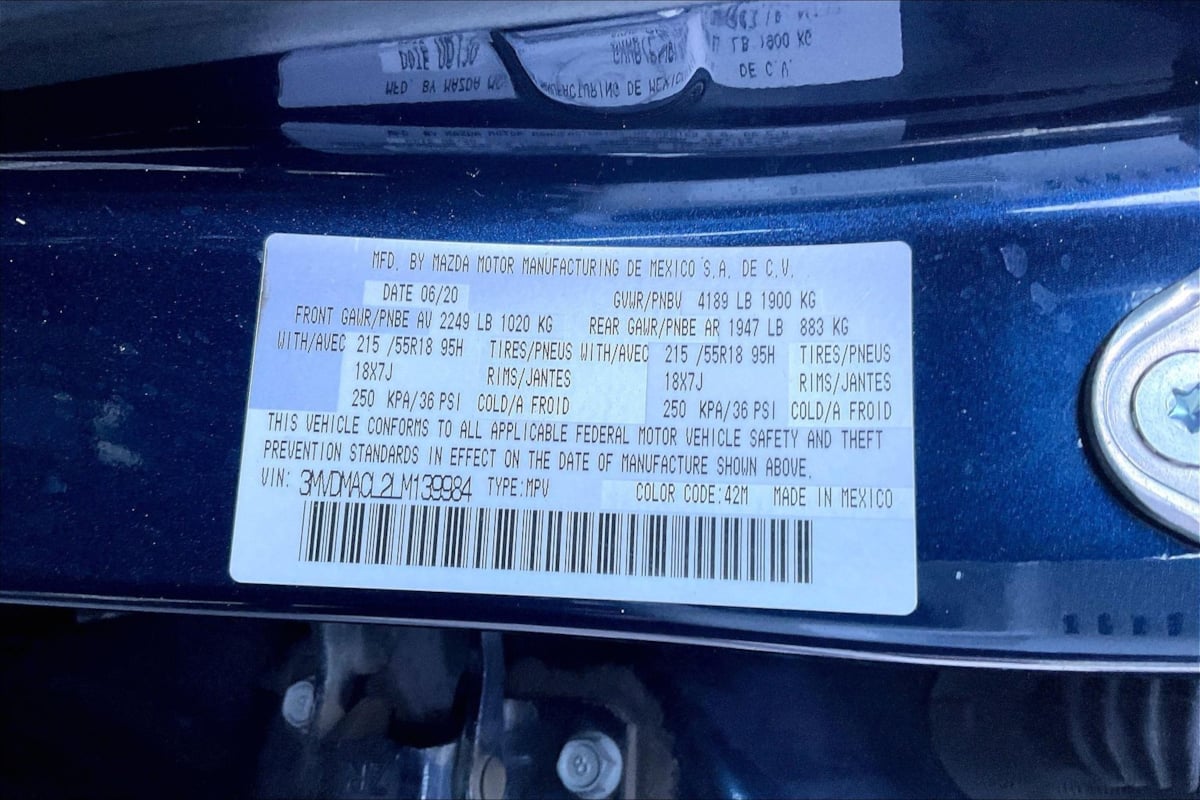 MFD. BY MAZDA MOTOR MANUFACTURING DE MEXICO S.A. DE C.V.
DATE 06/20 GVWR/PNBV 4189 LB 1900 KG
FRONT GAWR/PNBE AV 2249 LB 1020 KG REAR GAWR/PNBE AR 1947 LB 883 KG
WITH/AVEC 215 /55R18 95H TIRES/PNEUS WITH/AVEC 215 /55R18 95H TIRES/PNEUS
18X7J RIMS/JANTES 18X7J RIMS/JANTES
250 KPA/36 PSI COLD/A FROID 250 KPA/36 PSI COLD/A FROID
THIS VEHICLE CONFORMS TO ALL APPLICABLE FEDERAL MOTOR VEHICLE SAFETY AND THEFT
PREVENTION STANDARDS IN EFFECT ON THE DATE OF MANUFACTURE SHOWN ABOVE.
VIN: 3MVDMACL2LM139984 TYPE:MPV COLOR CODE:42M MADE IN MEXICO